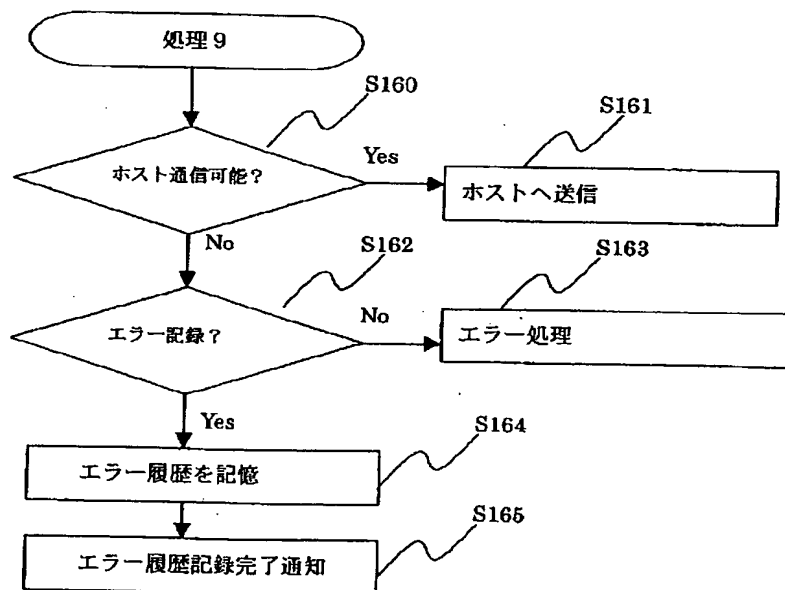 処理9
S160
ホスト通信可能?
Yes
S161
ホストへ送信
No
S162
エラー記録?
No
S163
エラー処理
Yes
S164
エラー履歴を記憶
S165
エラー履歴記録完了通知